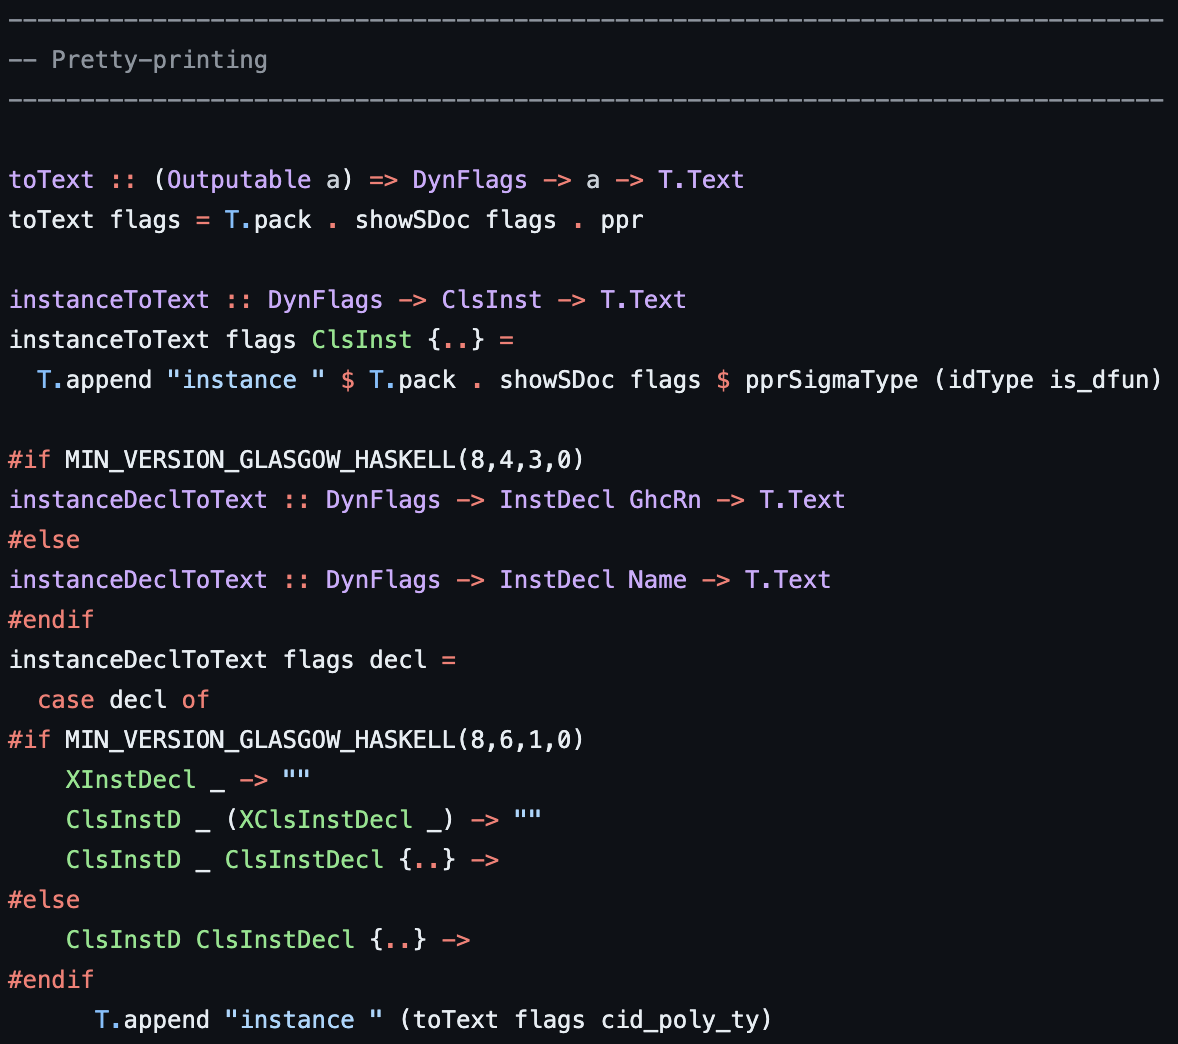 --------------------------------------------------------------------------------
-- Pretty-printing
--------------------------------------------------------------------------------
toText :: (Outputable a) => DynFlags -> a -> T.Text
toText flags = T.pack . showSDoc flags . ppr
instanceToText :: DynFlags -> ClsInst -> T.Text
instanceToText flags ClsInst {..} =
  T.append "instance " $ T.pack . showSDoc flags $ pprSigmaType (idType is_dfun)
#if MIN_VERSION_GLASGOW_HASKELL(8,4,3,0)
instanceDeclToText :: DynFlags -> InstDecl GhcRn -> T.Text
#else
instanceDeclToText :: DynFlags -> InstDecl Name -> T.Text
#endif
instanceDeclToText flags decl =
  case decl of
#if MIN_VERSION_GLASGOW_HASKELL(8,6,1,0)
    XInstDecl _ -> ""
    ClsInstD _ (XClsInstDecl _) -> ""
    ClsInstD _ ClsInstDecl {..} ->
#else
    ClsInstD ClsInstDecl {..} ->
#endif
      T.append "instance " (toText flags cid_poly_ty)